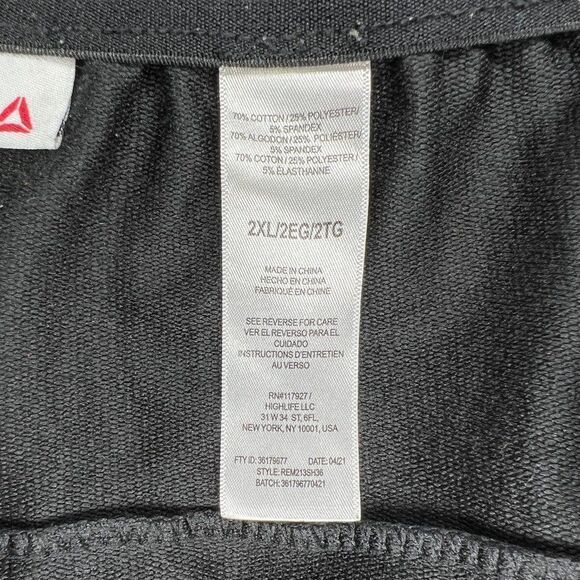 70% COTTON / 25% POLYESTER/
5% SPANDEX
70% ALGODON / 25% POLIÉSTER/
5% SPANDEX
70% COTON / 25% POLYESTER /
5% ÉLASTHANNE
2XL/2EG/2TG
MADE IN CHINA
HECHO EN CHINA
FABRIQUÉ EN CHINE
SEE REVERSE FOR CARE
VER EL REVERSO PARA EL
CUIDADO
INSTRUCTIONS D'ENTRETIEN
AU VERSO
RN#117927 /
HIGHLIFE LLC
31 W 34 ST, 6FL,
NEW YORK, NY 10001, USA
FTY ID: 36179677 DATE: 04/21
STYLE: REM213SH36
BATCH: 361796770421